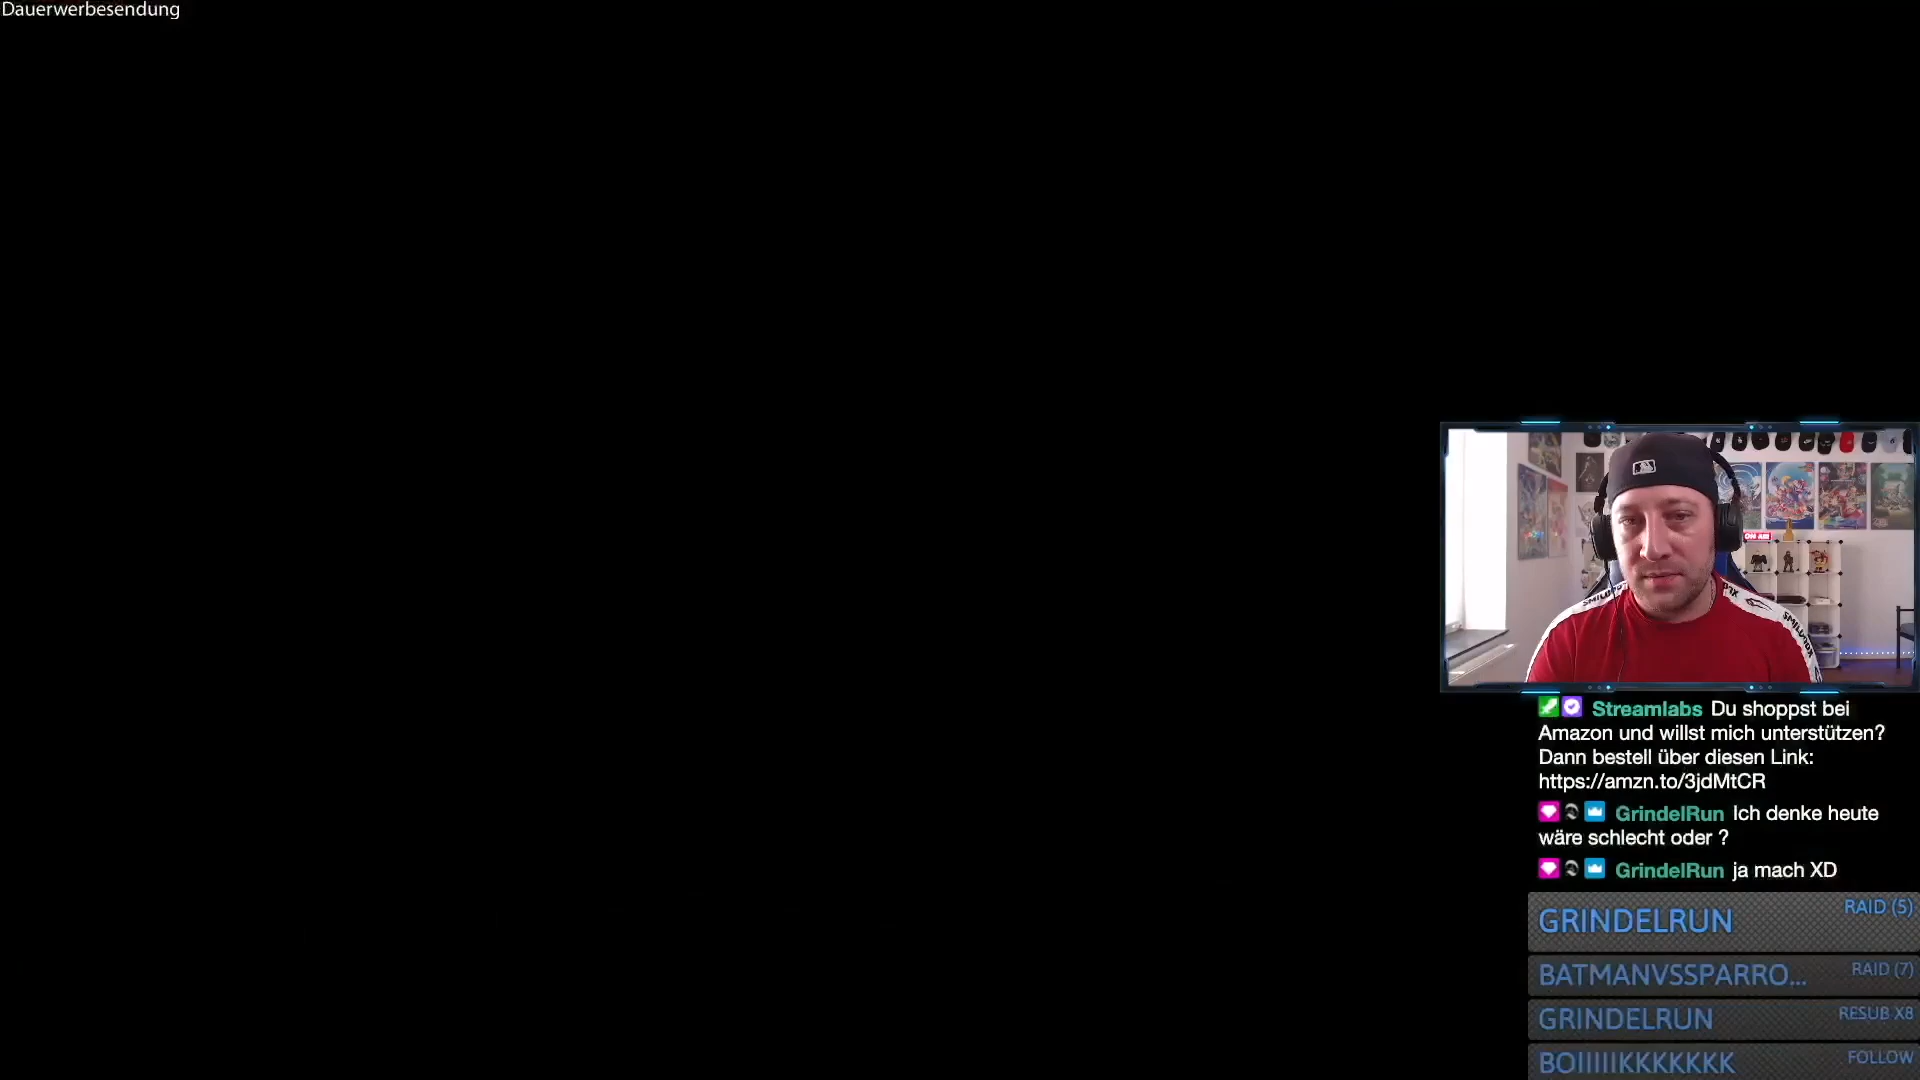 Dauerwerbesendung
ON AIR
Streamlabs Du shoppst bei
Amazon und willst mich unterstützen?
Dann bestell über diesen Link:
https://amzn.to/3jdMtCR
GrindelRun Ich denke heute
wäre schlecht oder ?
GrindelRun ja mach XD
GRINDELRUN RAID (5)
BATMANVSSPARRO... RAID (7)
GRINDELRUN RESUB X8
BOIIIIIKKKKKKK FOLLOW